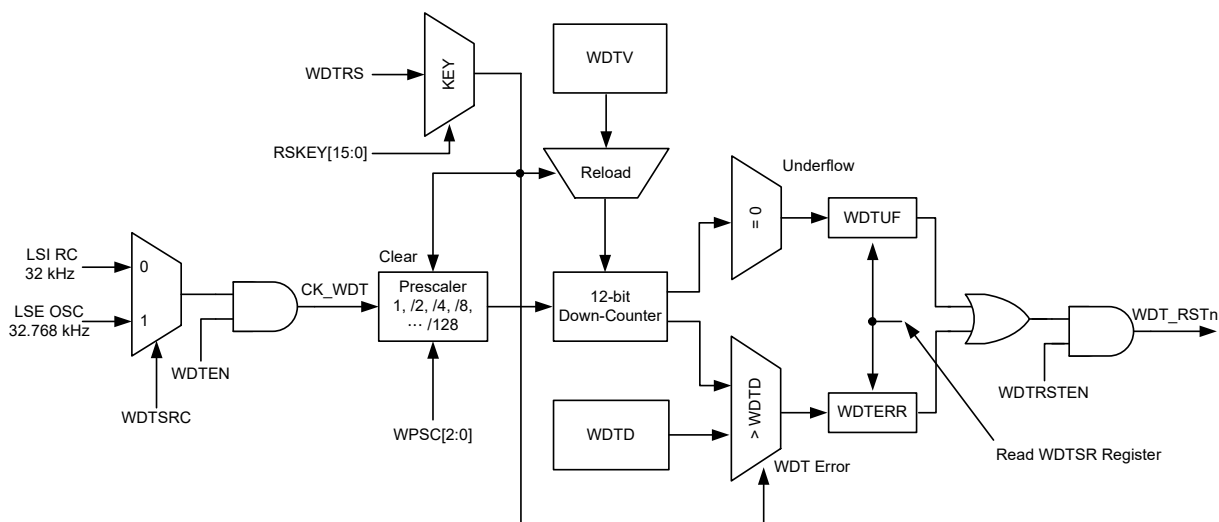 WDTV
WDTRS
KEY
RSKEY[15:0]
Reload
Underflow
= 0
WDTUF
LSI RC
32 kHz
0
Clear
CK_WDT
Prescaler
1, /2, /4, /8,
⋯ /128
12-bit
Down-Counter
LSE OSC
32.768 kHz
1
WDT_RSTn
WDTEN
WDTRSTEN
WDTSRC
WPSC[2:0]
WDTD
> WDTD
WDTERR
WDT Error
Read WDTSR Register